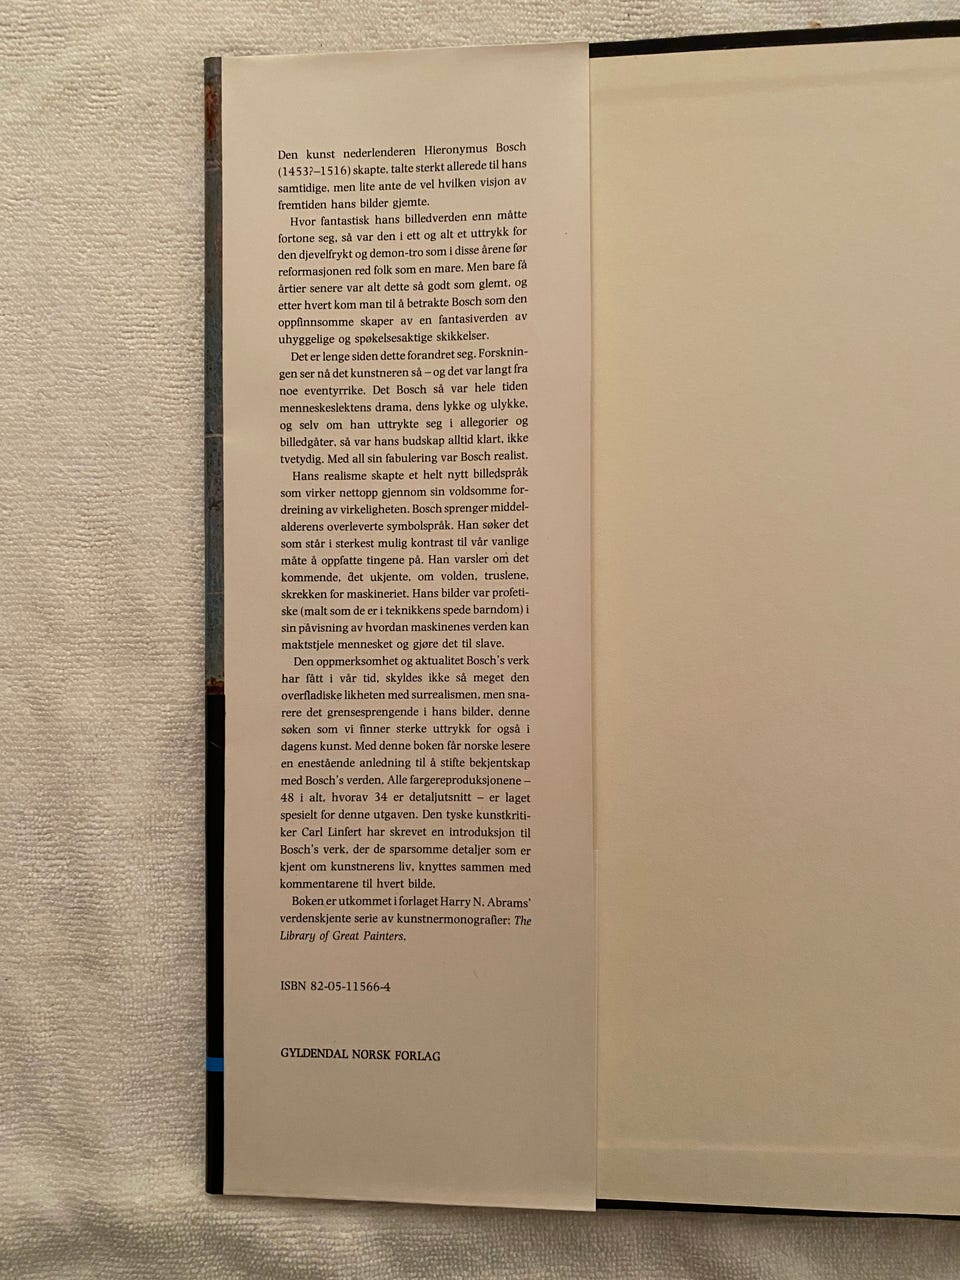 Den kunst nederlenderen Hieronymus Bosch
(1453?–1516) skapte, talte sterkt allerede til hans
samtidige, men lite ante de vel hvilken visjon av
fremtiden hans bilder gjemte.
Hvor fantastisk hans billedverden enn måtte
fortone seg, så var den i ett og alt et uttrykk for
den djevelfrykt og demon-tro som i disse årene før
reformasjonen red folk som en mare. Men bare få
årtier senere var alt dette så godt som glemt, og
etter hvert kom man til å betrakte Bosch som den
oppfinnsomme skaper av en fantasiverden av
uhyggelige og spøkelsesaktige skikkelser.
Det er lenge siden dette forandret seg. Forsknin-
gen ser nå det kunstneren så – og det var langt fra
noe eventyrrike. Det Bosch så var hele tiden
menneskeslektens drama, dens lykke og ulykke,
og selv om han uttrykte seg i allegorier og
billedgåter, så var hans budskap alltid klart, ikke
tvetydig. Med all sin fabulering var Bosch realist.
Hans realisme skapte et helt nytt billedspråk
som virker nettopp gjennom sin voldsomme for-
dreining av virkeligheten. Bosch sprenger middel-
alderens overleverte symbolspråk. Han søker det
som står i sterkest mulig kontrast til vår vanlige
måte å oppfatte tingene på. Han varsler om det
kommende, det ukjente, om volden, truslene,
skrekken for maskineriet. Hans bilder var profeti-
ske (malt som de er i teknikkens spede barndom) i
sin påvisning av hvordan maskinenes verden kan
maktstjele mennesket og gjøre det til slave.
Den oppmerksomhet og aktualitet Bosch's verk
har fått i vår tid, skyldes ikke så meget den
overfladiske likheten med surrealismen, men sna-
rere det grensesprengende i hans bilder, denne
søken som vi finner sterke uttrykk for også i
dagens kunst. Med denne boken får norske lesere
en enestående anledning til å stifte bekjentskap
med Bosch's verden. Alle fargereproduksjonene –
48 i alt, hvorav 34 er detaljutsnitt – er laget
spesielt for denne utgaven. Den tyske kunstkriti-
ker Carl Linfert har skrevet en introduksjon til
Bosch's verk, der de sparsomme detaljer som er
kjent om kunstnerens liv, knyttes sammen med
kommentarene til hvert bilde.
Boken er utkommet i forlaget Harry N. Abrams'
verdenskjente serie av kunstnermonografier: The
Library of Great Painters.
ISBN 82-05-11566-4
GYLDENDAL NORSK FORLAG